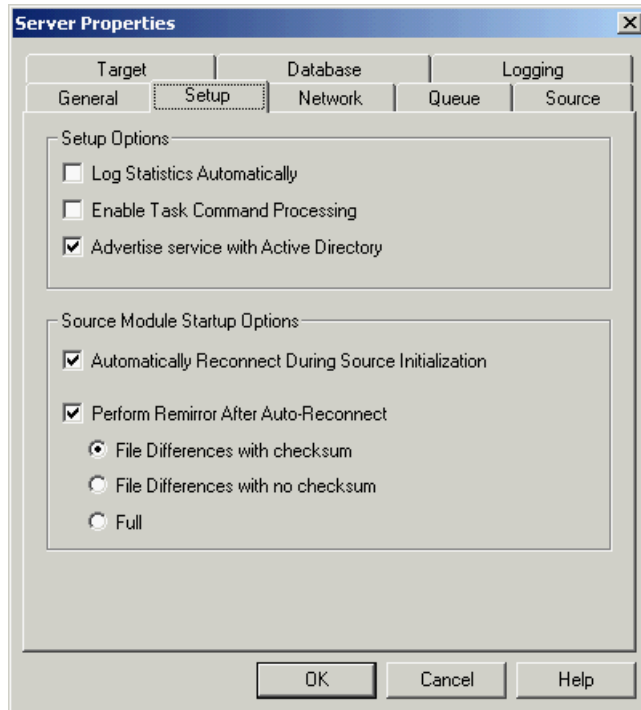 Server Properties
Target Database Logging
General Setup Network Queue Source
Setup Options
Log Statistics Automatically
Enable Task Command Processing
Advertise service with Active Directory
Source Module Startup Options
Automatically Reconnect During Source Initialization
Perform Remirror After Auto-Reconnect
File Differences with checksum
File Differences with no checksum
Full
OK Cancel Help